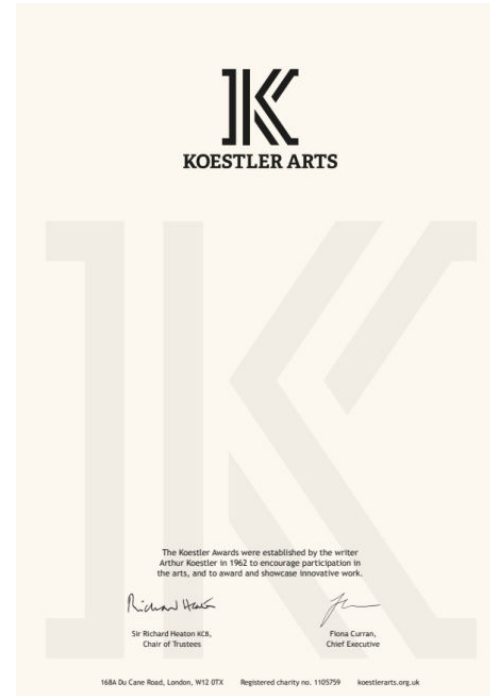 K
KOESTLER ARTS
The Koestler Awards were established by the writer
Arthur Koestler in 1962 to encourage participation in
the arts, and to award and showcase innovative work.
Richard Heaton
Sir Richard Heaton KCB,
Chair of Trustees
Fiona Curran,
Chief Executive
168A Du Cane Road, London, W12 0TX Registered charity no. 1105759 koestlerarts.org.uk